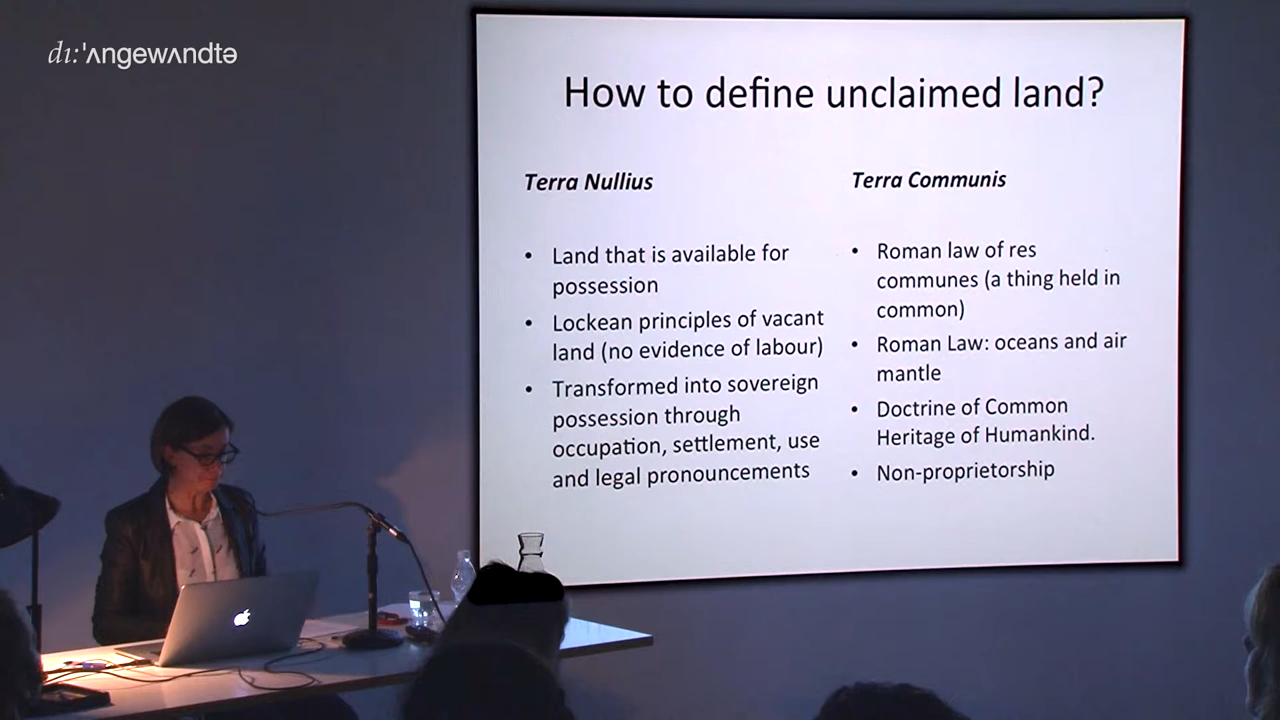 dı:'ʌngewʌndtə
How to define unclaimed land?
Terra Nullius
• Land that is available for
possession
• Lockean principles of vacant
land (no evidence of labour)
• Transformed into sovereign
possession through
occupation, settlement, use
and legal pronouncements
Terra Communis
• Roman law of res
communes (a thing held in
common)
• Roman Law: oceans and air
mantle
• Doctrine of Common
Heritage of Humankind.
• Non-proprietorship